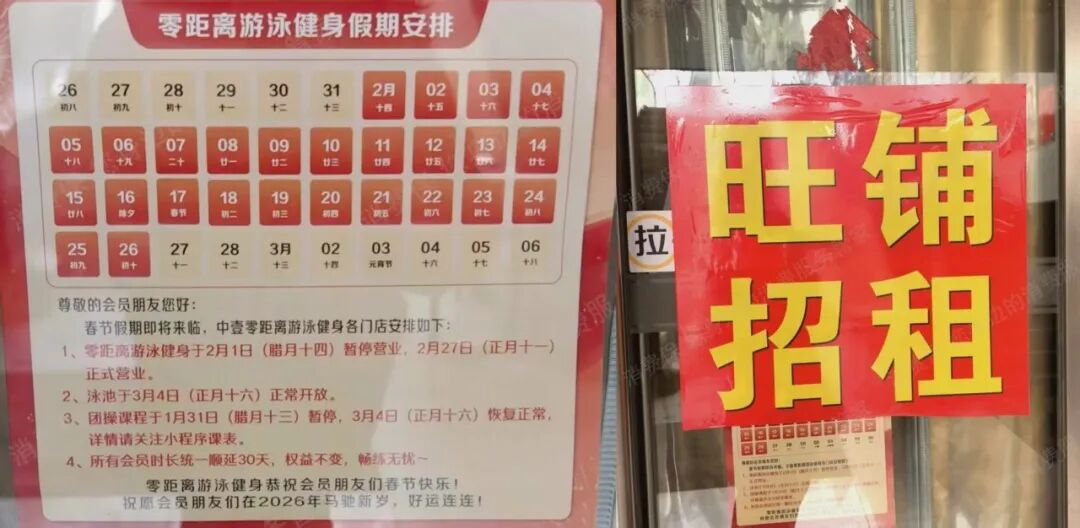 零距离游泳健身假期安排
26 27 28 29 30 31 2月 02 03 04
初八 初九 初十 十一 十二 十三 十四 十五 十六 十七
05 06 07 08 09 10 11 12 13 14
十八 十九 二十 廿一 廿二 廿三 廿四 廿五 廿六 廿七
15 16 17 18 19 20 21 22 23 24
廿八 除夕 春节 初二 初三 初四 初五 初六 初七 初八
25 26 27 28 3月 02 03 04 05 06
初九 初十 十一 十二 十三 十四 元宵节 十六 十七 十八
尊敬的会员朋友您好:
春节假期即将来临,中壹零距离游泳健身各门店安排如下:
1、零距离游泳健身于2月1日(腊月十四)暂停营业,2月27日(正月十一)
正式营业。
2、泳池于3月4日(正月十六)正常开放。
3、团操课程于1月31日(腊月十三)暂停,3月4日(正月十六)恢复正常,
详情请关注小程序课表。
4、所有会员时长统一顺延30天,权益不变,畅练无忧~
零距离游泳健身恭祝会员朋友们春节快乐!
祝愿会员朋友们在2026年马驰新岁,好运连连!
拉
旺铺
招租